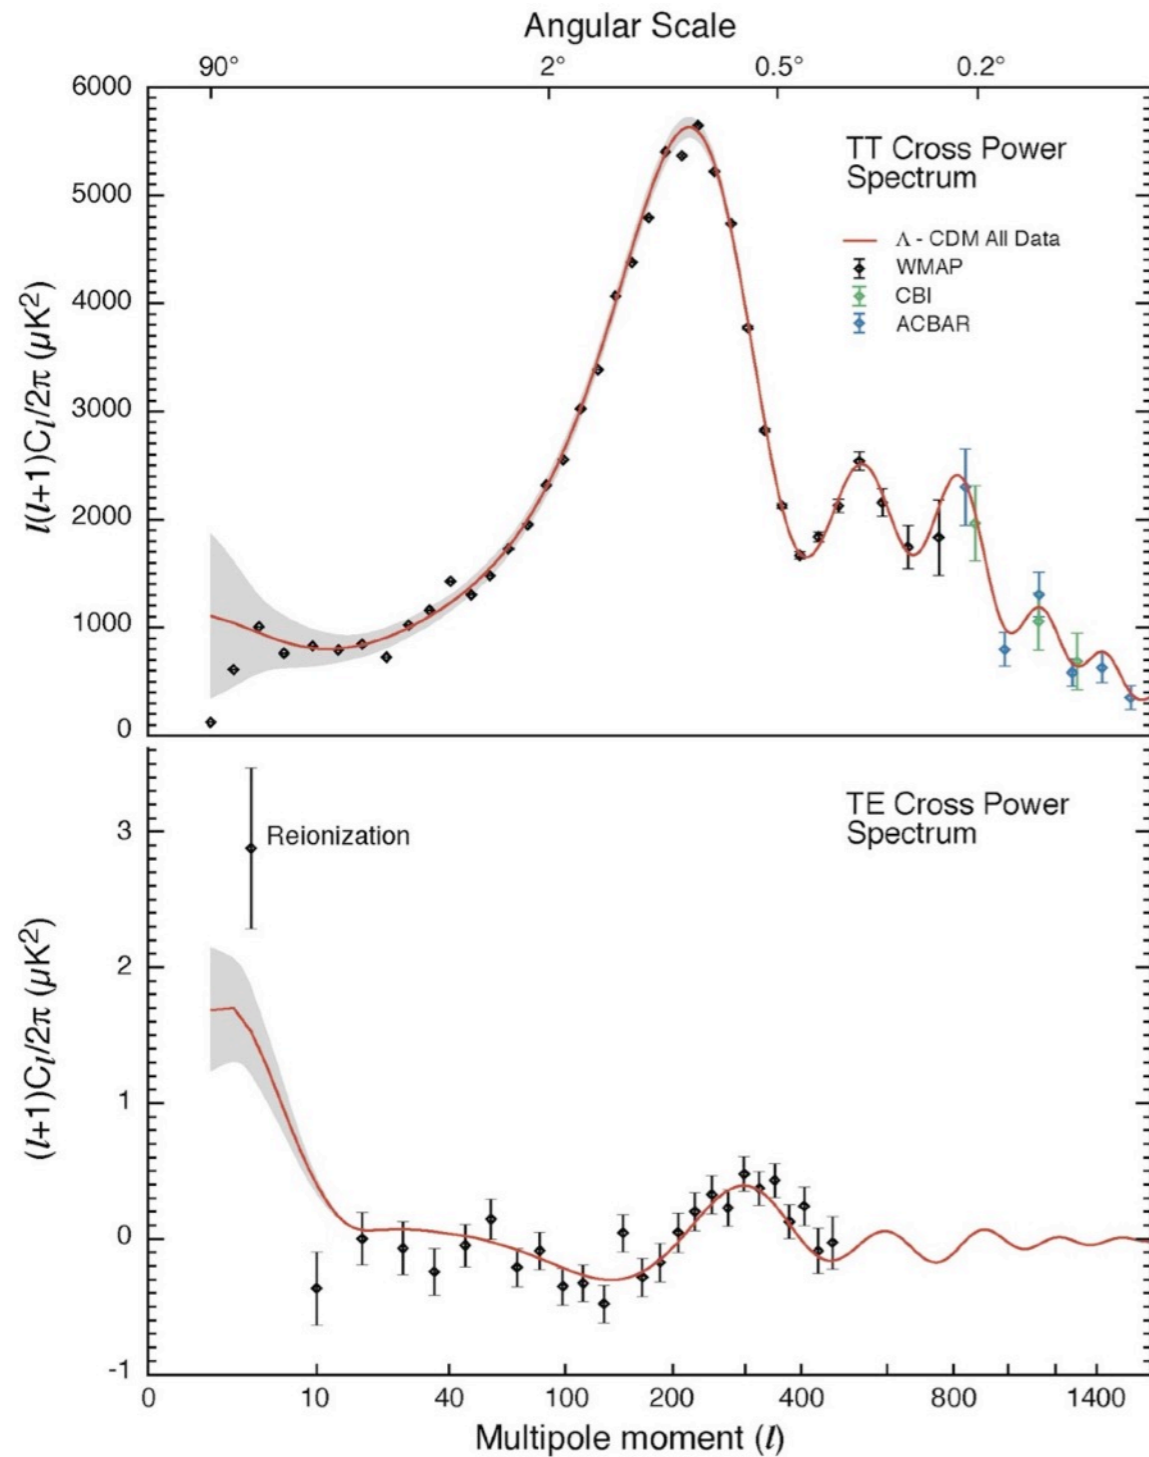 Angular Scale
90° 2° 0.5° 0.2°
6000
5000
4000
3000
2000
1000
0
l(l+1)Cl/2π (μK²)
TT Cross Power
Spectrum
Λ - CDM All Data
WMAP
CBI
ACBAR
3
2
1
0
-1
(l+1)Cl/2π (μK²)
Reionization
TE Cross Power
Spectrum
0 10 40 100 200 400 800 1400
Multipole moment (l)